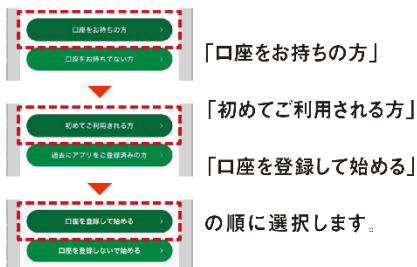 口座をお持ちの方
口座をお持ちでない方
初めてご利用される方
過去にアプリをご登録済みの方
口座を登録して始める
口座を登録しないで始める
「口座をお持ちの方」
「初めてご利用される方」
「口座を登録して始める」
の順に選択します。